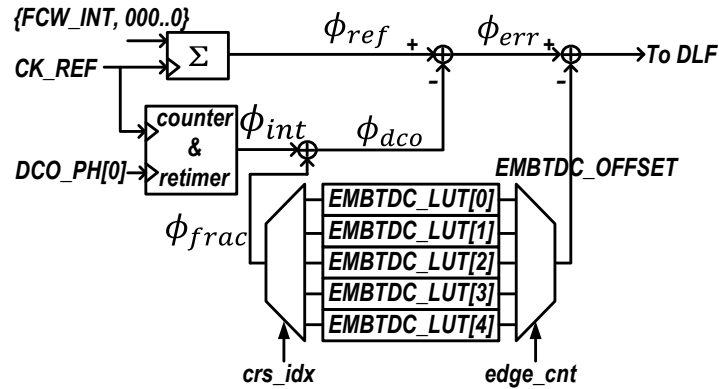 {FCW_INT, 000..0}
CK_REF
Σ
ϕref
+
-
ϕerr
+
-
To DLF
counter
&
retimer
DCO_PH[0]
ϕint
ϕdco
EMBTDC_OFFSET
ϕfrac
EMBTDC_LUT[0]
EMBTDC_LUT[1]
EMBTDC_LUT[2]
EMBTDC_LUT[3]
EMBTDC_LUT[4]
crs_idx
edge_cnt